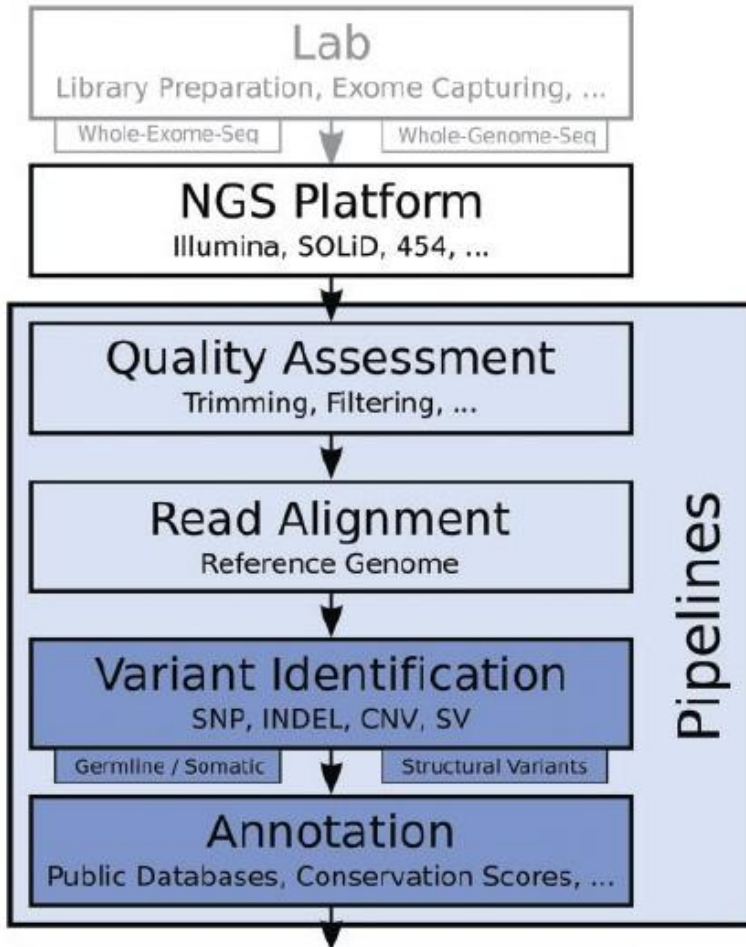 Lab
Library Preparation, Exome Capturing, ...
Whole-Exome-Seq
Whole-Genome-Seq
NGS Platform
Illumina, SOLiD, 454, ...
Quality Assessment
Trimming, Filtering, ...
Read Alignment
Reference Genome
Variant Identification
SNP, INDEL, CNV, SV
Germline / Somatic
Structural Variants
Annotation
Public Databases, Conservation Scores, ...
Pipelines